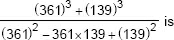 (361)³ + (139)³
(361)² – 361×139 + (139)² is